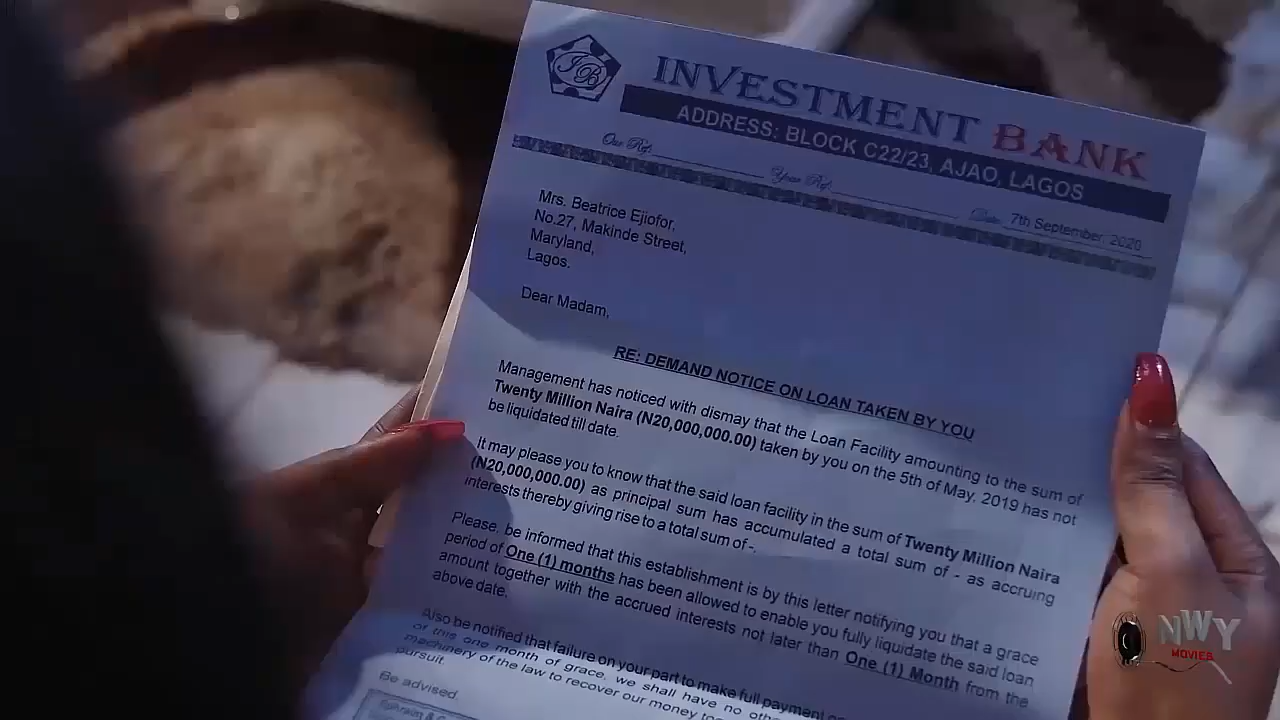 IB
INVESTMENT BANK
ADDRESS: BLOCK C22/23, AJAO, LAGOS
Our Ref: Your Ref: Date: 7th September, 2020
Mrs. Beatrice Ejiofor,
No.27, Makinde Street,
Maryland,
Lagos.
Dear Madam,
RE: DEMAND NOTICE ON LOAN TAKEN BY YOU
Management has noticed with dismay that the Loan Facility amounting to the sum of
Twenty Million Naira (N20,000,000.00) taken by you on the 5th of May, 2019 has not
be liquidated till date.
It may please you to know that the said loan facility in the sum of Twenty Million Naira
(N20,000,000.00) as principal sum has accumulated a total sum of - as accruing
interests thereby giving rise to a total sum of -.
Please, be informed that this establishment is by this letter notifying you that a grace
period of One (1) months has been allowed to enable you fully liquidate the said loan
amount together with the accrued interests not later than One (1) Month from the
above date.
Also be notified that failure on your part to make full payment
of this one month of grace, we shall have no
machinery of the law to recover our money
pursuit.
Be advised.
Ephraim &
NWY
MOVIES